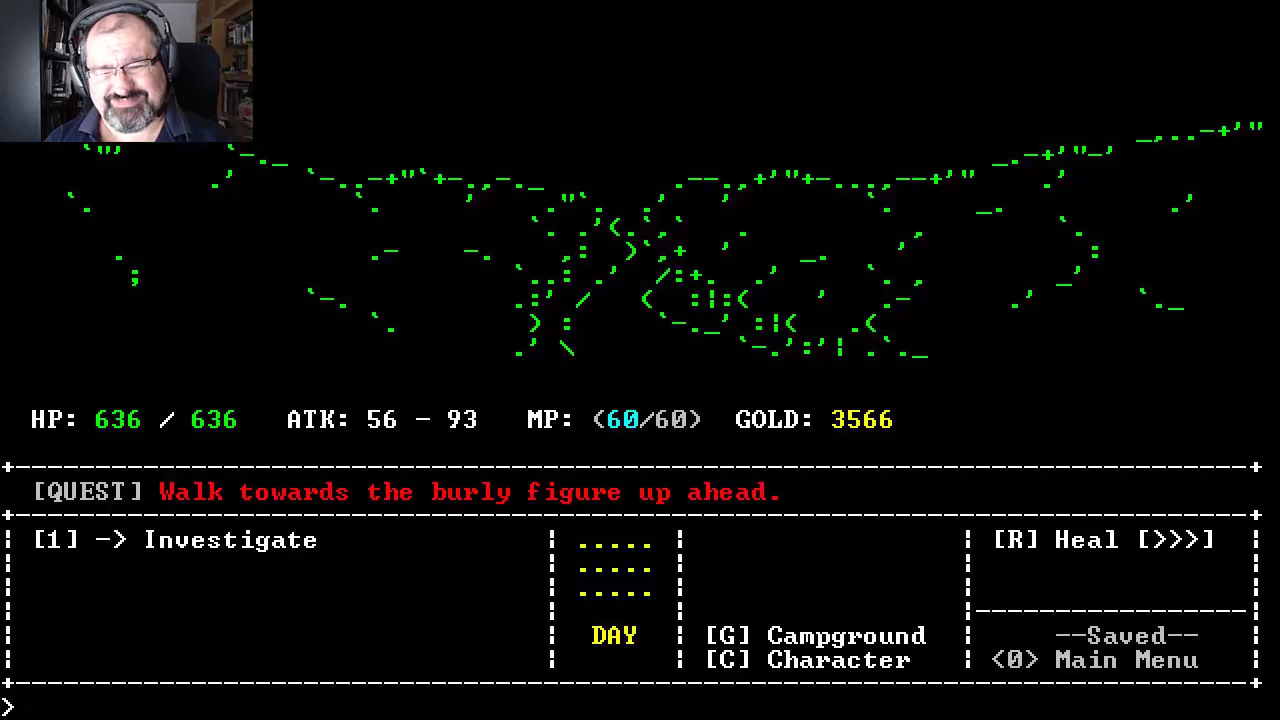 HP: 636 / 636 ATK: 56 - 93 MP: (60/60) GOLD: 3566
[QUEST] Walk towards the burly figure up ahead.
[1] -> Investigate
[R] Heal [>>>]
DAY
[G] Campground
[C] Character
--Saved--
<0> Main Menu
>